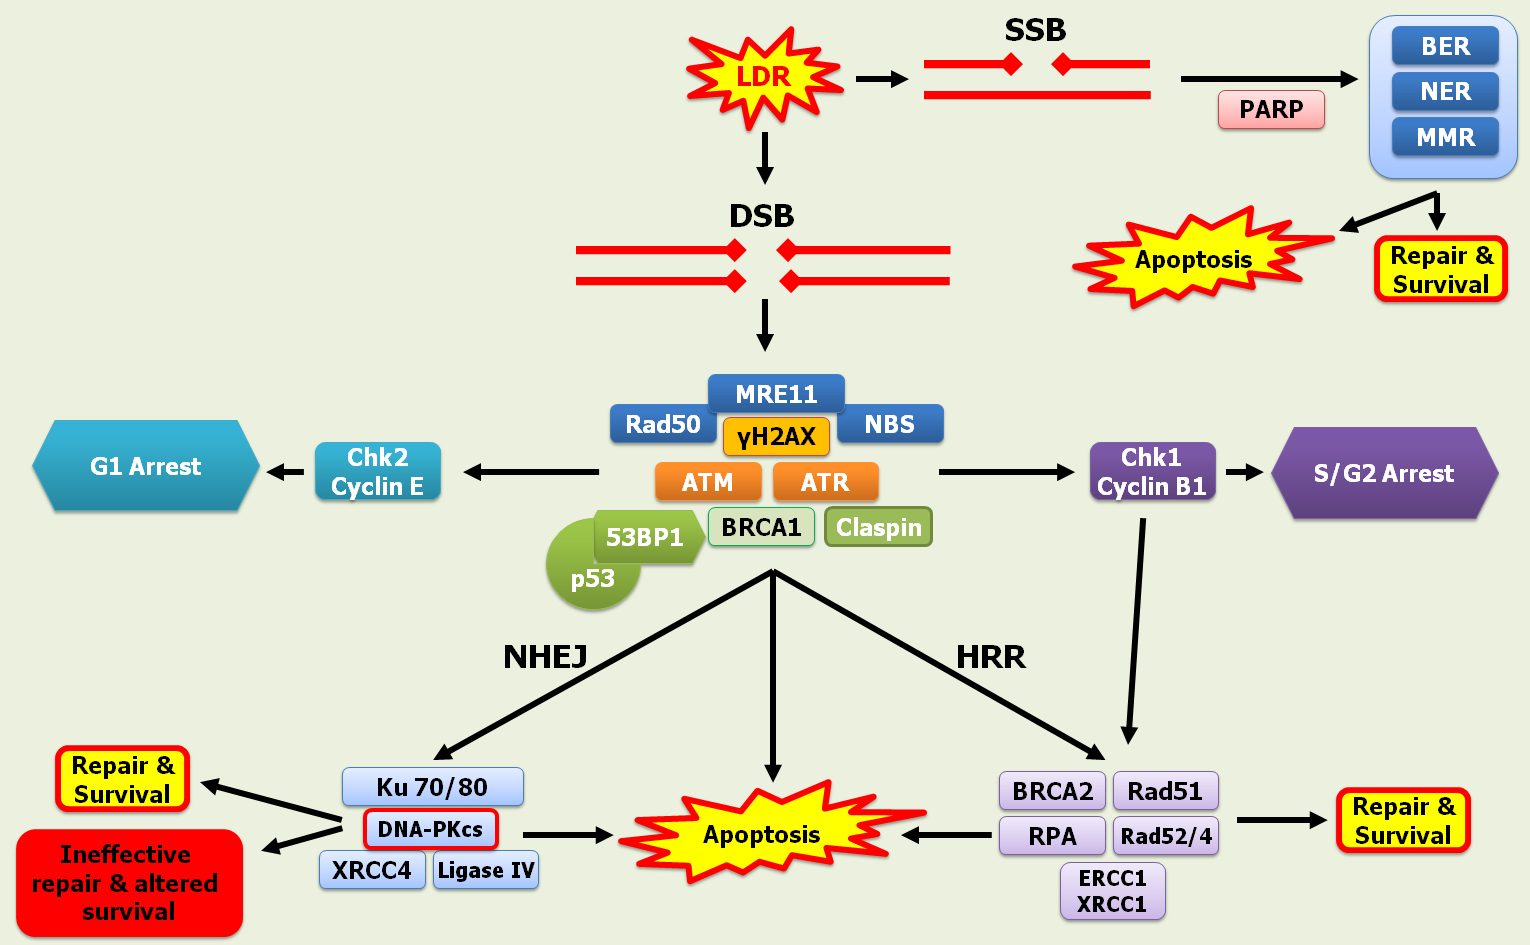 SSB
LDR
BER
NER
MMR
PARP
DSB
Apoptosis
Repair &
Survival
MRE11
Rad50
NBS
γH2AX
G1 Arrest
Chk2
Cyclin E
ATM
ATR
Chk1
Cyclin B1
S/G2 Arrest
53BP1
BRCA1
Claspin
p53
NHEJ
HRR
Repair &
Survival
Ineffective
repair & altered
survival
Ku 70/80
DNA-PKcs
XRCC4
Ligase IV
Apoptosis
BRCA2
Rad51
RPA
Rad52/4
ERCC1
XRCC1
Repair &
Survival